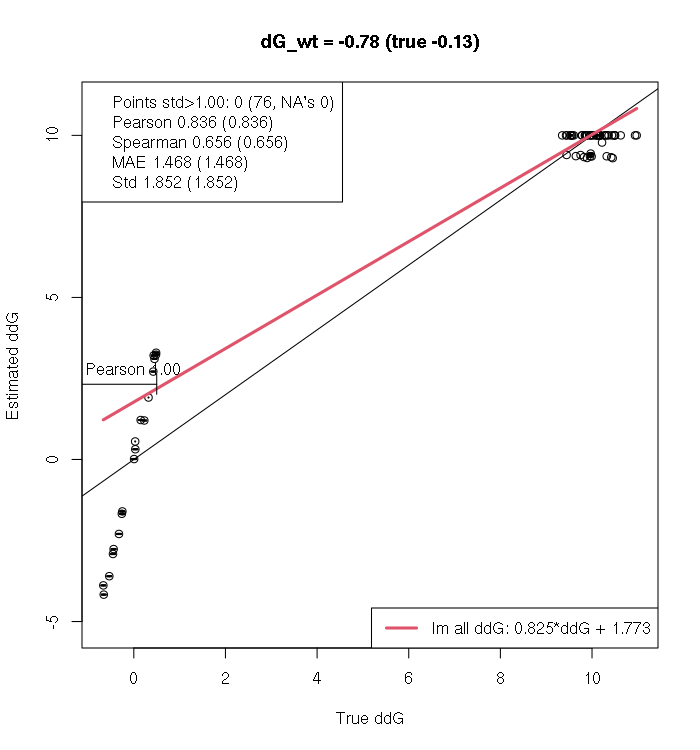 dG_wt = -0.78 (true -0.13)
Points std>1.00: 0 (76, NA's 0)
Pearson 0.836 (0.836)
Spearman 0.656 (0.656)
MAE 1.468 (1.468)
Std 1.852 (1.852)
10
5
0
-5
Estimated ddG
Pearson .00
lm all ddG: 0.825*ddG + 1.773
0 2 4 6 8 10
True ddG